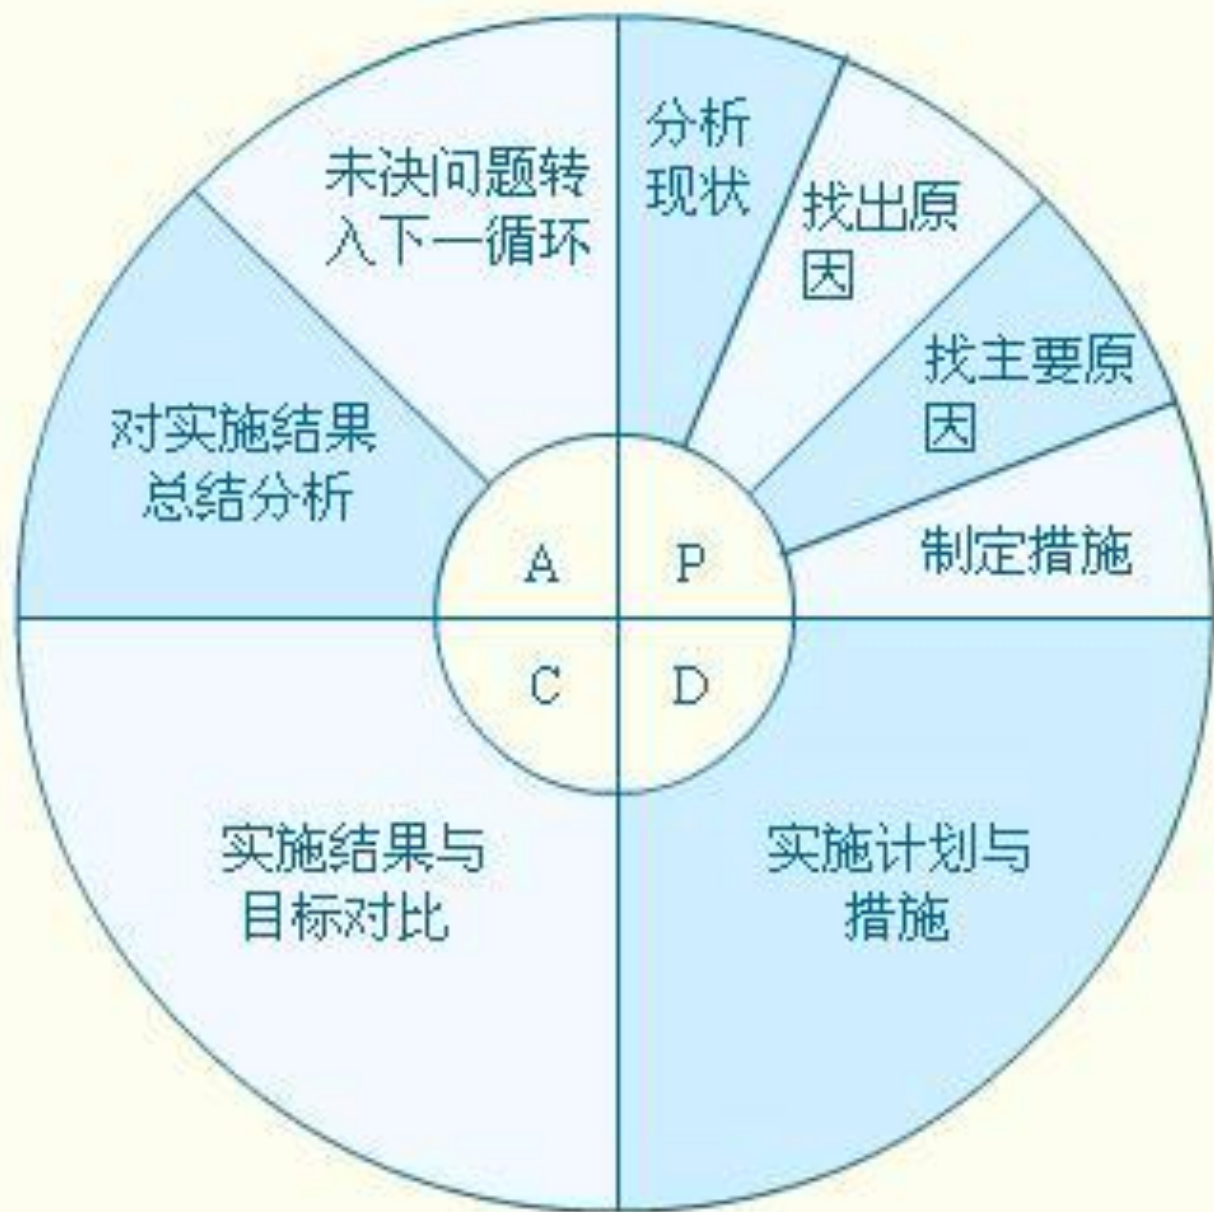 分析
现状
找出原
因
找主要原
因
制定措施
实施计划与
措施
实施结果与
目标对比
对实施结果
总结分析
未决问题转
入下一循环
A
P
C
D